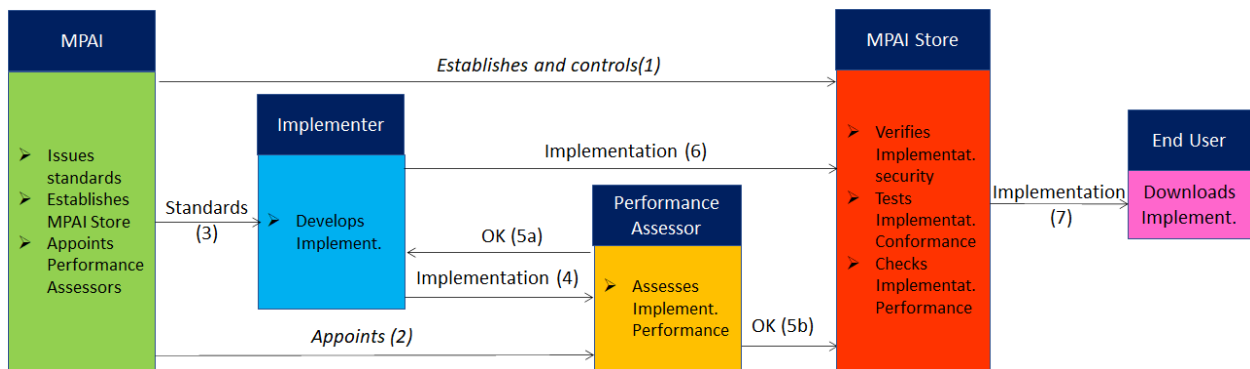 MPAI
➢ Issues
standards
➢ Establishes
MPAI Store
➢ Appoints
Performance
Assessors
Establishes and controls(1)
Standards
(3)
Implementer
➢ Develops
Implement.
Implementation (6)
OK (5a)
Implementation (4)
Appoints (2)
Performance
Assessor
➢ Assesses
Implement.
Performance
OK (5b)
MPAI Store
➢ Verifies
Implementat.
security
➢ Tests
Implementat.
Conformance
➢ Checks
Implementat.
Performance
Implementation
(7)
End User
Downloads
Implement.